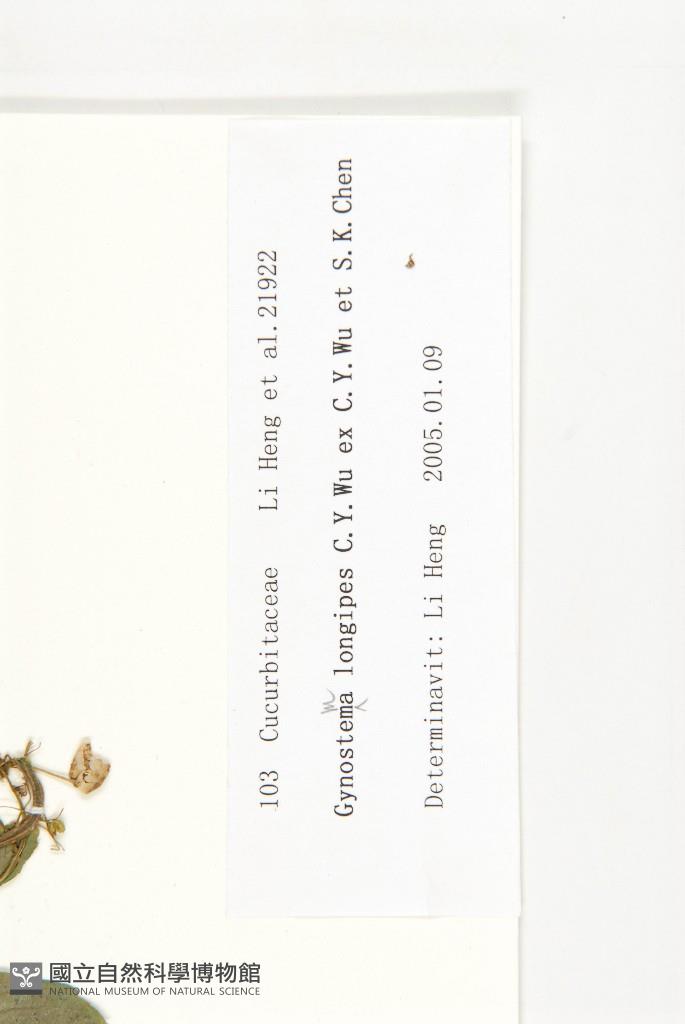 103 Cucurbitaceae Li Heng et al. 21922
m
Gynostema longipes C. Y. Wu ex C. Y. Wu et S. K. Chen
Determinavit: Li Heng 2005. 01. 09
國立自然科學博物館
NATIONAL MUSEUM OF NATURAL SCIENCE